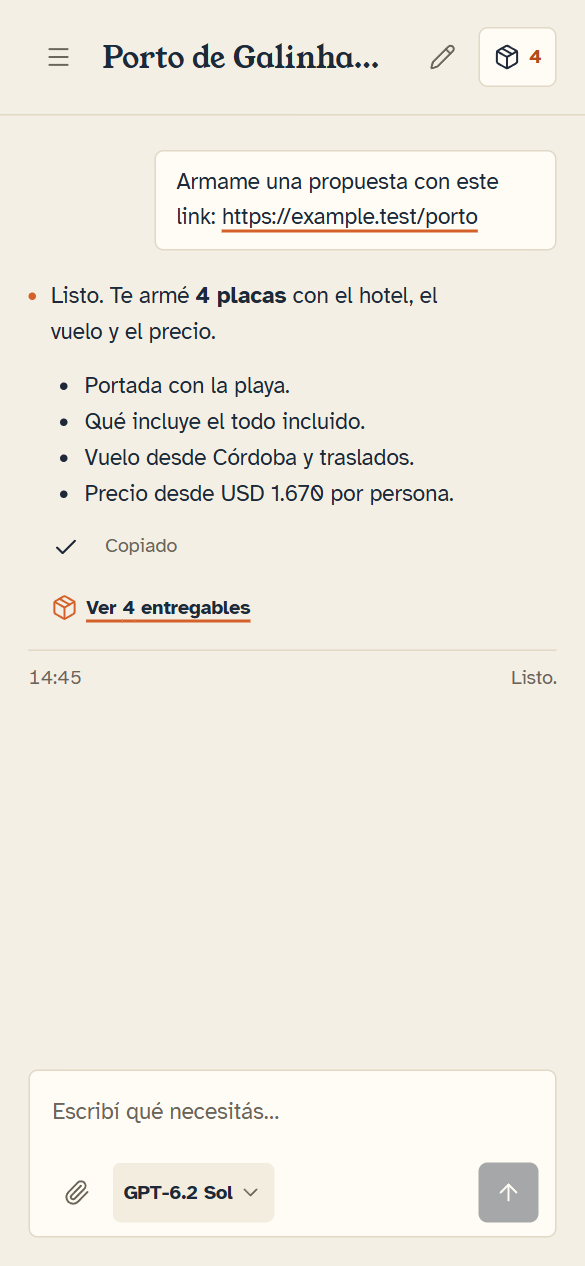 Porto de Galinha...
4
Armame una propuesta con este
link: https://example.test/porto
Listo. Te armé 4 placas con el hotel, el
vuelo y el precio.
Portada con la playa.
Qué incluye el todo incluido.
Vuelo desde Córdoba y traslados.
Precio desde USD 1.670 por persona.
Copiado
Ver 4 entregables
14:45
Listo.
Escribí qué necesitás...
GPT-6.2 Sol